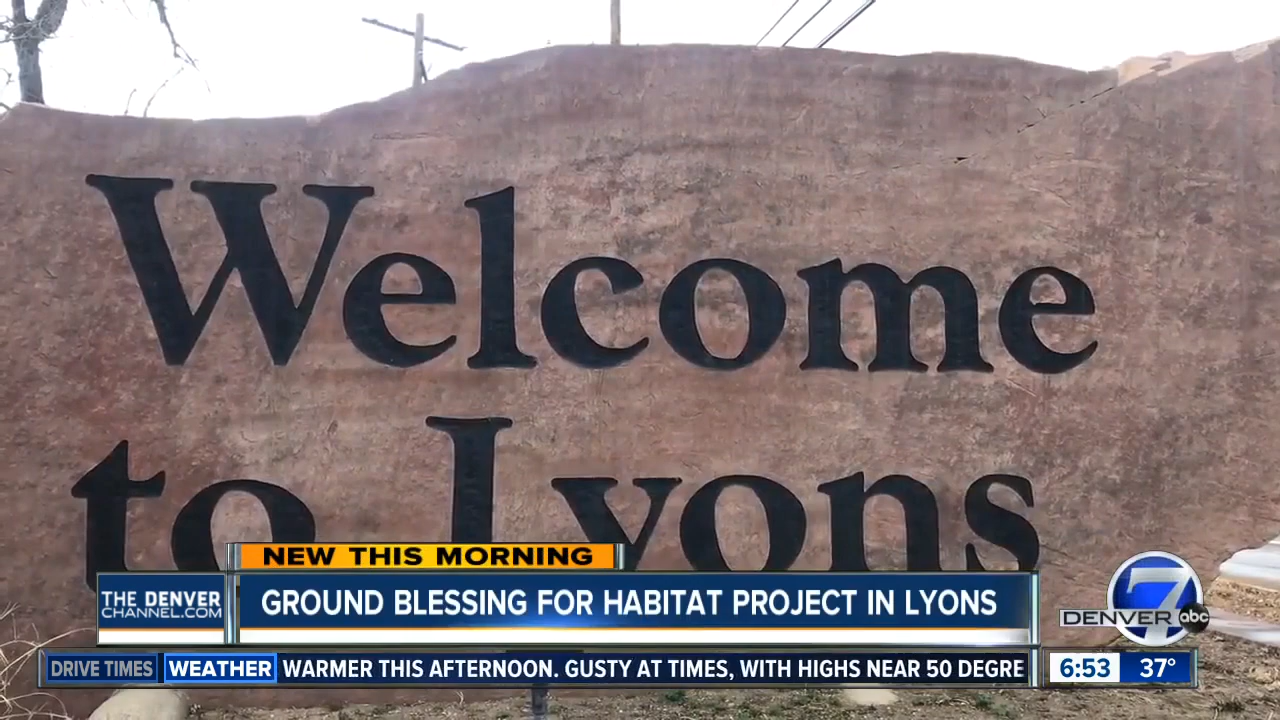 Welcome
to Lyons
NEW THIS MORNING
THE DENVER
CHANNEL.COM
GROUND BLESSING FOR HABITAT PROJECT IN LYONS
DENVER 7 abc
DRIVE TIMES WEATHER WARMER THIS AFTERNOON. GUSTY AT TIMES, WITH HIGHS NEAR 50 DEGRE
6:53 37°